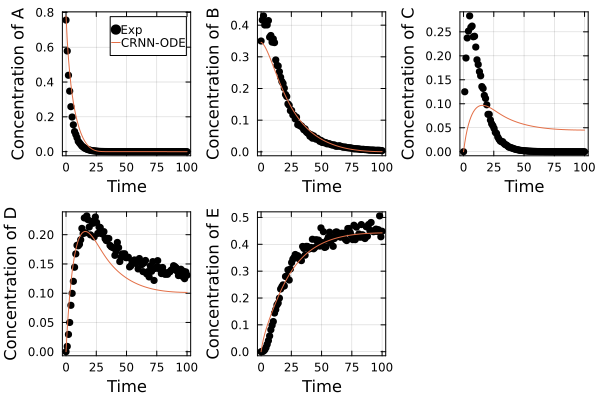 Concentration of A
0.8
0.6
0.4
0.2
0.0
0 25 50 75 100
Time
Exp
CRNN-ODE
Concentration of B
0.4
0.3
0.2
0.1
0.0
0 25 50 75 100
Time
Concentration of C
0.25
0.20
0.15
0.10
0.05
0.00
0 25 50 75 100
Time
Concentration of D
0.20
0.15
0.10
0.05
0.00
0 25 50 75 100
Time
Concentration of E
0.5
0.4
0.3
0.2
0.1
0.0
0 25 50 75 100
Time